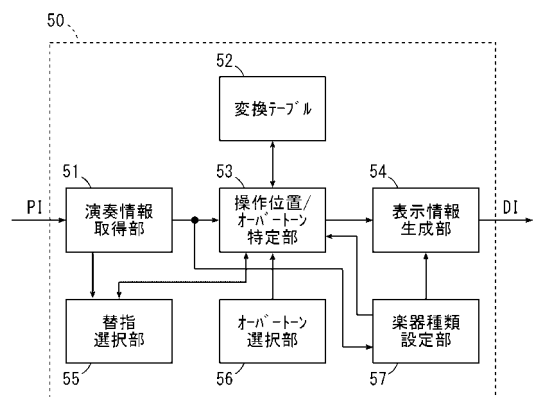 50
52
変換テーブル
51
53
54
PI
演奏情報
取得部
操作位置/
オーバートーン
特定部
表示情報
生成部
DI
替指
選択部
オーバートーン
選択部
楽器種類
設定部
55
56
57